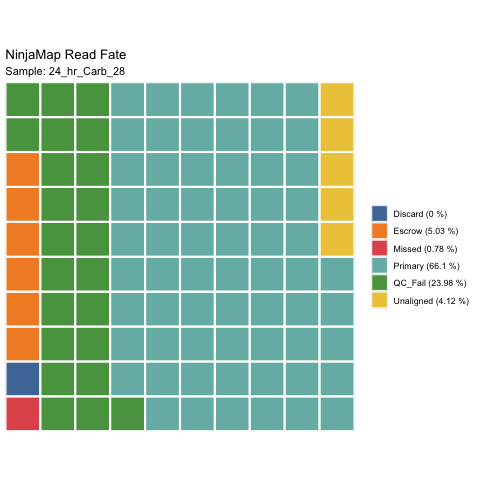 NinjaMap Read Fate
Sample: 24_hr_Carb_28
Discard (0 %)
Escrow (5.03 %)
Missed (0.78 %)
Primary (66.1 %)
QC_Fail (23.98 %)
Unaligned (4.12 %)